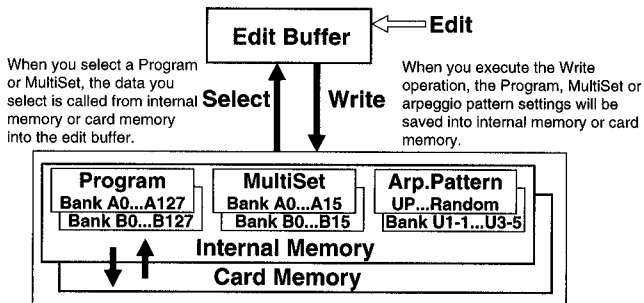 Edit Buffer
Edit
When you select a Program
or MultiSet, the data you
select is called from internal
memory or card memory
into the edit buffer.
Select
Write
When you execute the Write
operation, the Program, MultiSet or
arpeggio pattern settings will be
saved into internal memory or card
memory.
Program
Bank A0...A127
Bank B0...B127
MultiSet
Bank A0...A15
Bank B0...B15
Arp.Pattern
UP...Random
Bank U1-1...U3-5
Internal Memory
Card Memory